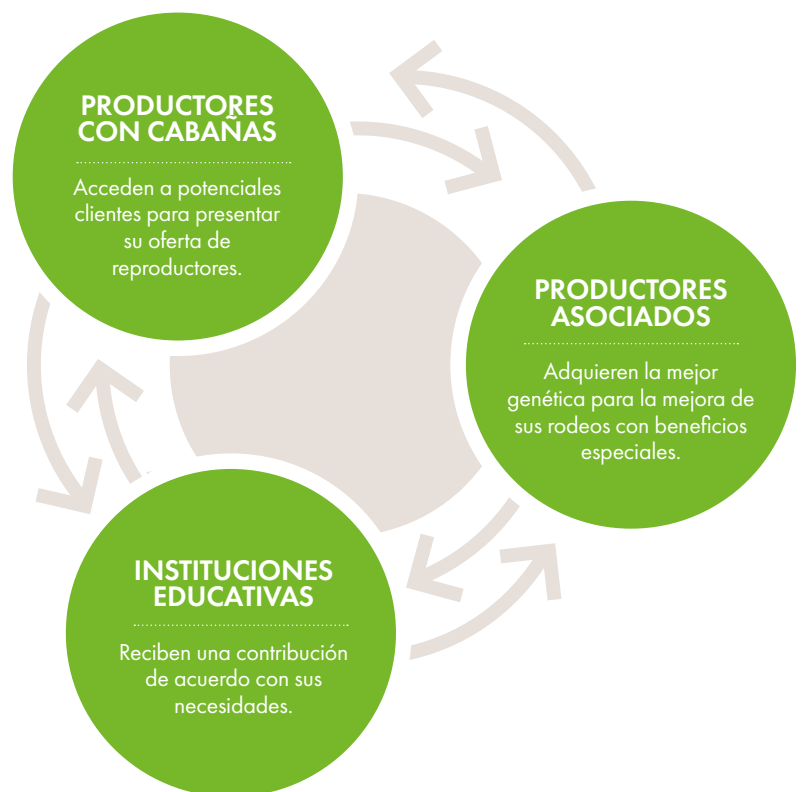 PRODUCTORES
CON CABAÑAS
Acceden a potenciales
clientes para presentar
su oferta de
reproductores.
PRODUCTORES
ASOCIADOS
Adquieren la mejor
genética para la mejora de
sus rodeos con beneficios
especiales.
INSTITUCIONES
EDUCATIVAS
Reciben una contribución
de acuerdo con sus
necesidades.